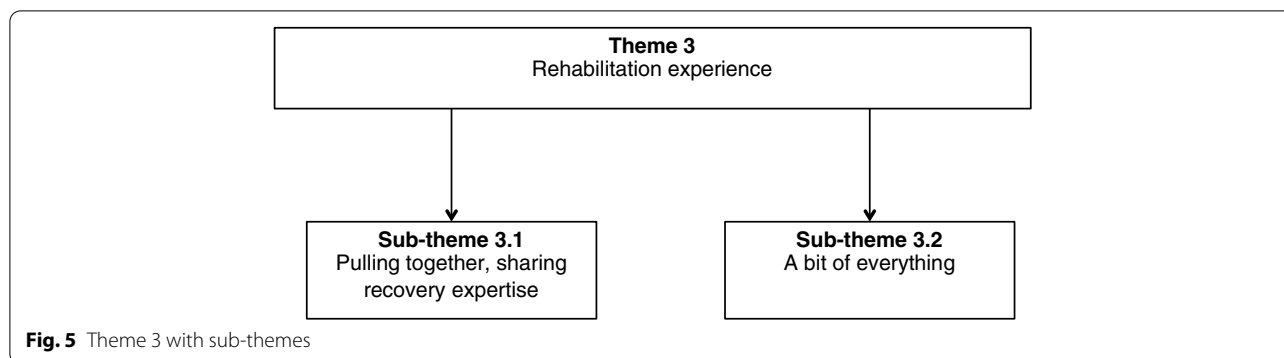 Theme 3
Rehabilitation experience
Sub-theme 3.1
Pulling together, sharing
recovery expertise
Sub-theme 3.2
A bit of everything
Fig. 5 Theme 3 with sub-themes